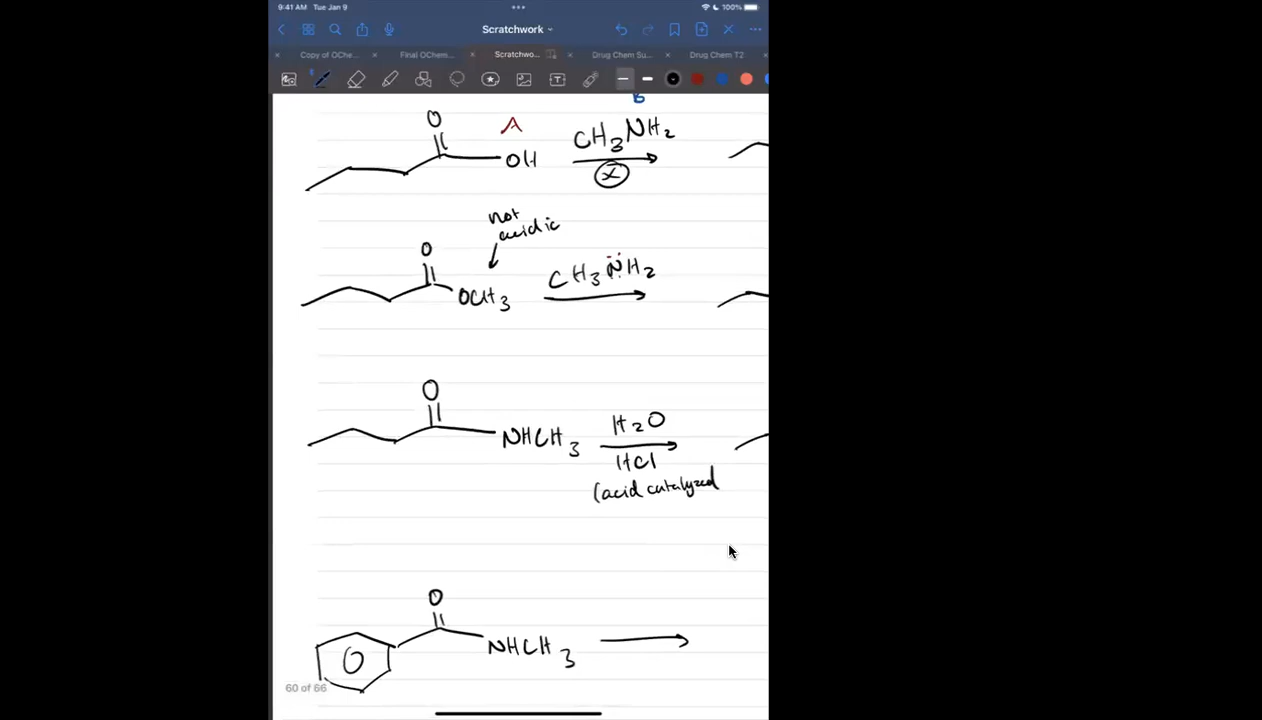 9:41 AM Tue Jan 9
100%
Scratchwork
Copy of OChe...
Final OChem...
Scratchwo...
Drug Chem Su...
Drug Chem T2
B
O
A
CH3NH2
OH
X
not
acidic
O
CH3NH2
OCH3
O
H2O
NHCH3
HCl
(acid catalyzed
O
NHCH3
60 of 66